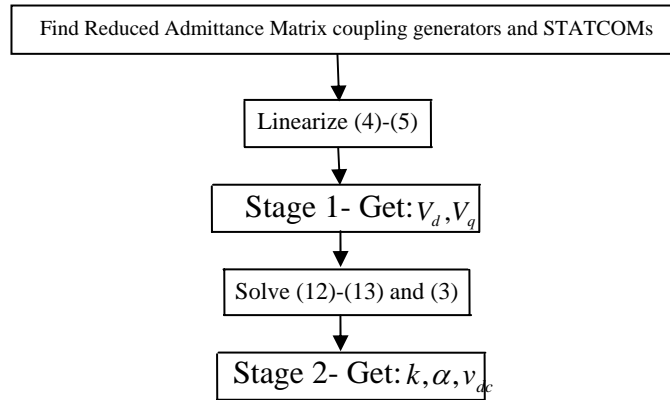 Find Reduced Admittance Matrix coupling generators and STATCOMs
Linearize (4)-(5)
Stage 1- Get: V_d, V_q
Solve (12)-(13) and (3)
Stage 2- Get: k, α, v_dc